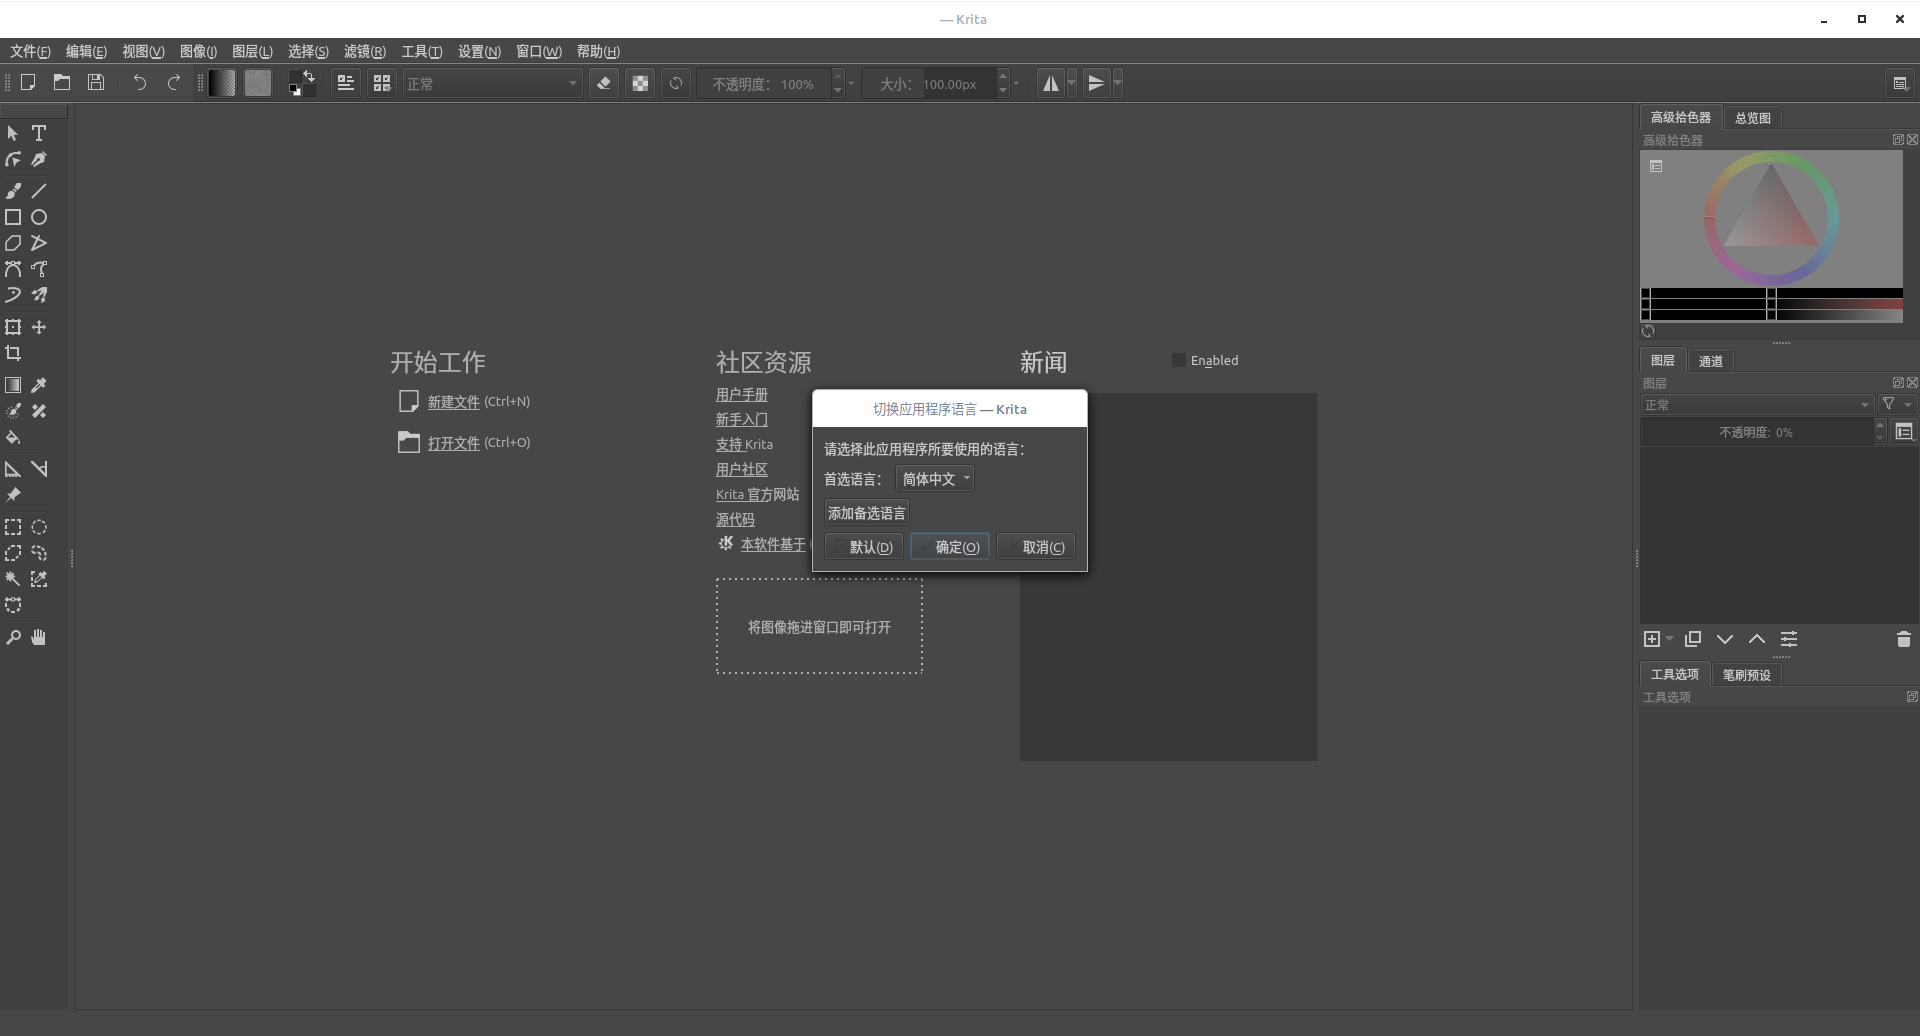 — Krita
文件(F) 编辑(E) 视图(V) 图像(I) 图层(L) 选择(S) 滤镜(R) 工具(T) 设置(N) 窗口(W) 帮助(H)
正常 不透明度: 100% 大小: 100.00px
高级拾色器 总览图
高级拾色器
开始工作
新建文件 (Ctrl+N)
打开文件 (Ctrl+O)
社区资源
用户手册
新手入门
支持 Krita
用户社区
Krita 官方网站
源代码
本软件基于
将图像拖进窗口即可打开
新闻 Enabled
切换应用程序语言 — Krita
请选择此应用程序所要使用的语言:
首选语言: 简体中文
添加备选语言
默认(D) 确定(O) 取消(C)
图层 通道
图层
正常
不透明度: 0%
工具选项 笔刷预设
工具选项